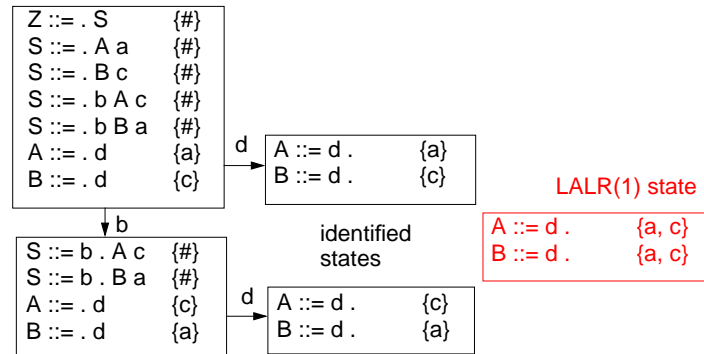 Z ::= . S {#}
S ::= . A a {#}
S ::= . B c {#}
S ::= . b A c {#}
S ::= . b B a {#}
A ::= . d {a}
B ::= . d {c}
d
A ::= d . {a}
B ::= d . {c}
LALR(1) state
A ::= d . {a, c}
B ::= d . {a, c}
b
identified
states
S ::= b . A c {#}
S ::= b . B a {#}
A ::= . d {c}
B ::= . d {a}
d
A ::= d . {c}
B ::= d . {a}